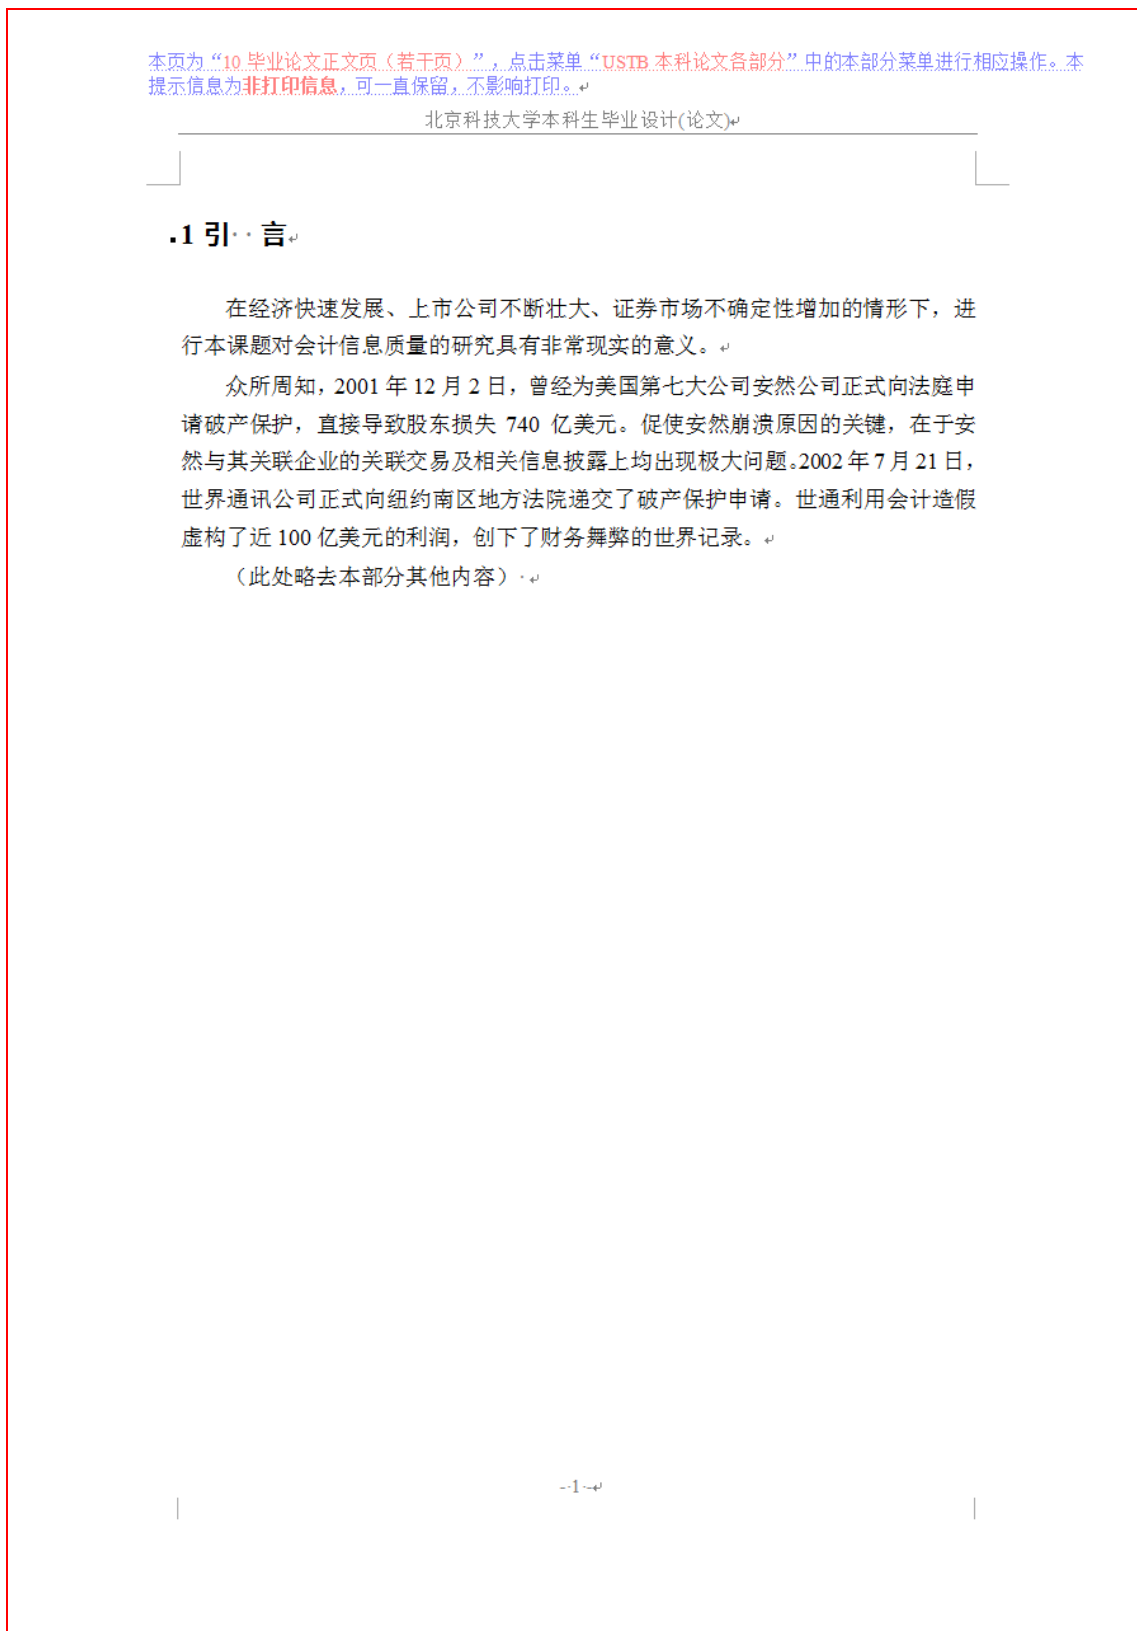 本页为“10 毕业论文正文页（若干页）”，点击菜单“USTB 本科论文各部分”中的本部分菜单进行相应操作。本
提示信息为非打印信息，可一直保留，不影响打印。
北京科技大学本科生毕业设计(论文)
1 引 言
在经济快速发展、上市公司不断壮大、证券市场不确定性增加的情形下，进
行本课题对会计信息质量的研究具有非常现实的意义。
众所周知，2001 年 12 月 2 日，曾经为美国第七大公司安然公司正式向法庭申
请破产保护，直接导致股东损失 740 亿美元。促使安然崩溃原因的关键，在于安
然与其关联企业的关联交易及相关信息披露上均出现极大问题。2002 年 7 月 21 日，
世界通讯公司正式向纽约南区地方法院递交了破产保护申请。世通利用会计造假
虚构了近 100 亿美元的利润，创下了财务舞弊的世界记录。
（此处略去本部分其他内容）
- 1 -